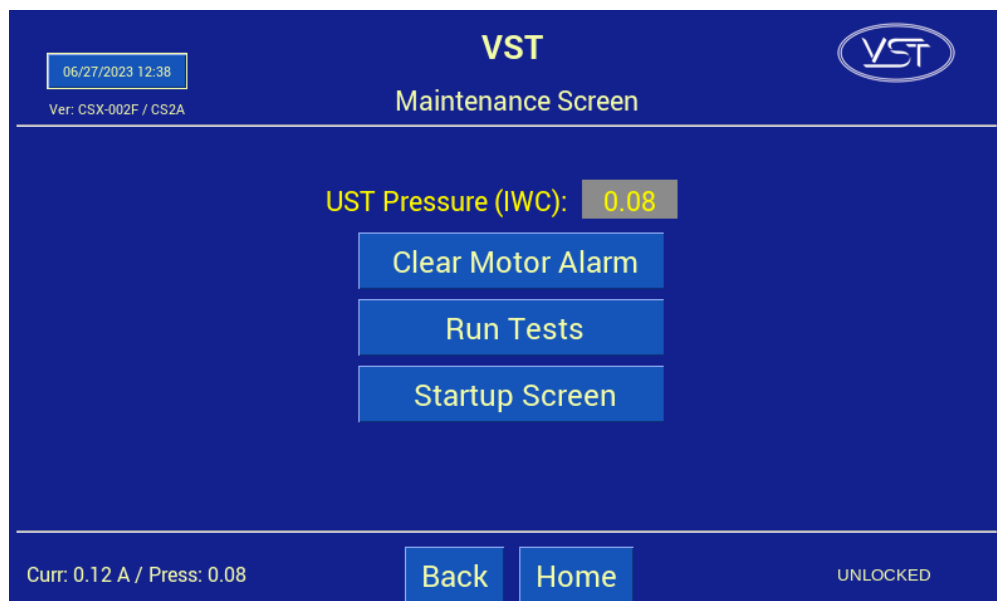 VST
VST
06/27/2023 12:38
Ver: CSX-002F / CS2A
Maintenance Screen
UST Pressure (IWC): 0.08
Clear Motor Alarm
Run Tests
Startup Screen
Curr: 0.12 A / Press: 0.08
Back
Home
UNLOCKED